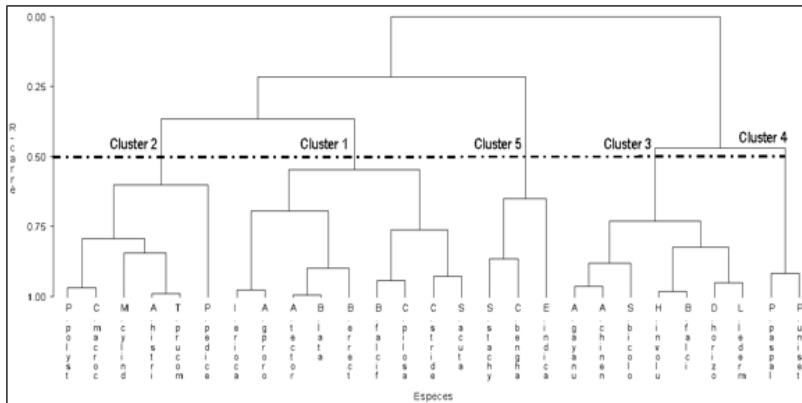 0.00
0.25
R-carré
Cluster 2
Cluster 1
Cluster 5
Cluster 3
Cluster 4
0.50
0.75
1.00
P C M A T P I A A B B B C C S S C E A A S H B D L P P
polyst
macroc
cylind
histri
prucom
pedice
erioca
agproro
tector
lata
errect
falcif
pilosa
stride
acuta
stachy
bengha
indica
gayanu
chinen
bicolo
involu
falci
horizo
lederm
paspal
uniset
Especes